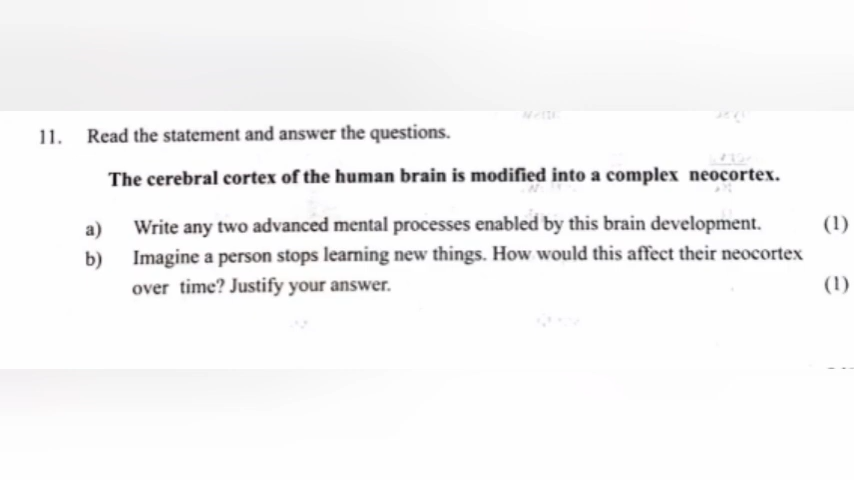 11. Read the statement and answer the questions.
The cerebral cortex of the human brain is modified into a complex neocortex.
a) Write any two advanced mental processes enabled by this brain development. (1)
b) Imagine a person stops learning new things. How would this affect their neocortex
over time? Justify your answer. (1)